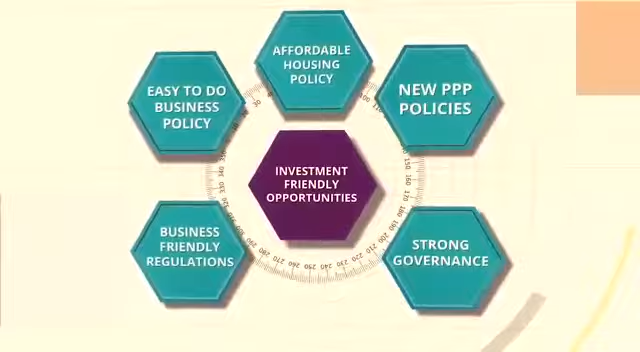 AFFORDABLE
HOUSING
POLICY
EASY TO DO
BUSINESS
POLICY
NEW PPP
POLICIES
INVESTMENT
FRIENDLY
OPPORTUNITIES
BUSINESS
FRIENDLY
REGULATIONS
STRONG
GOVERNANCE